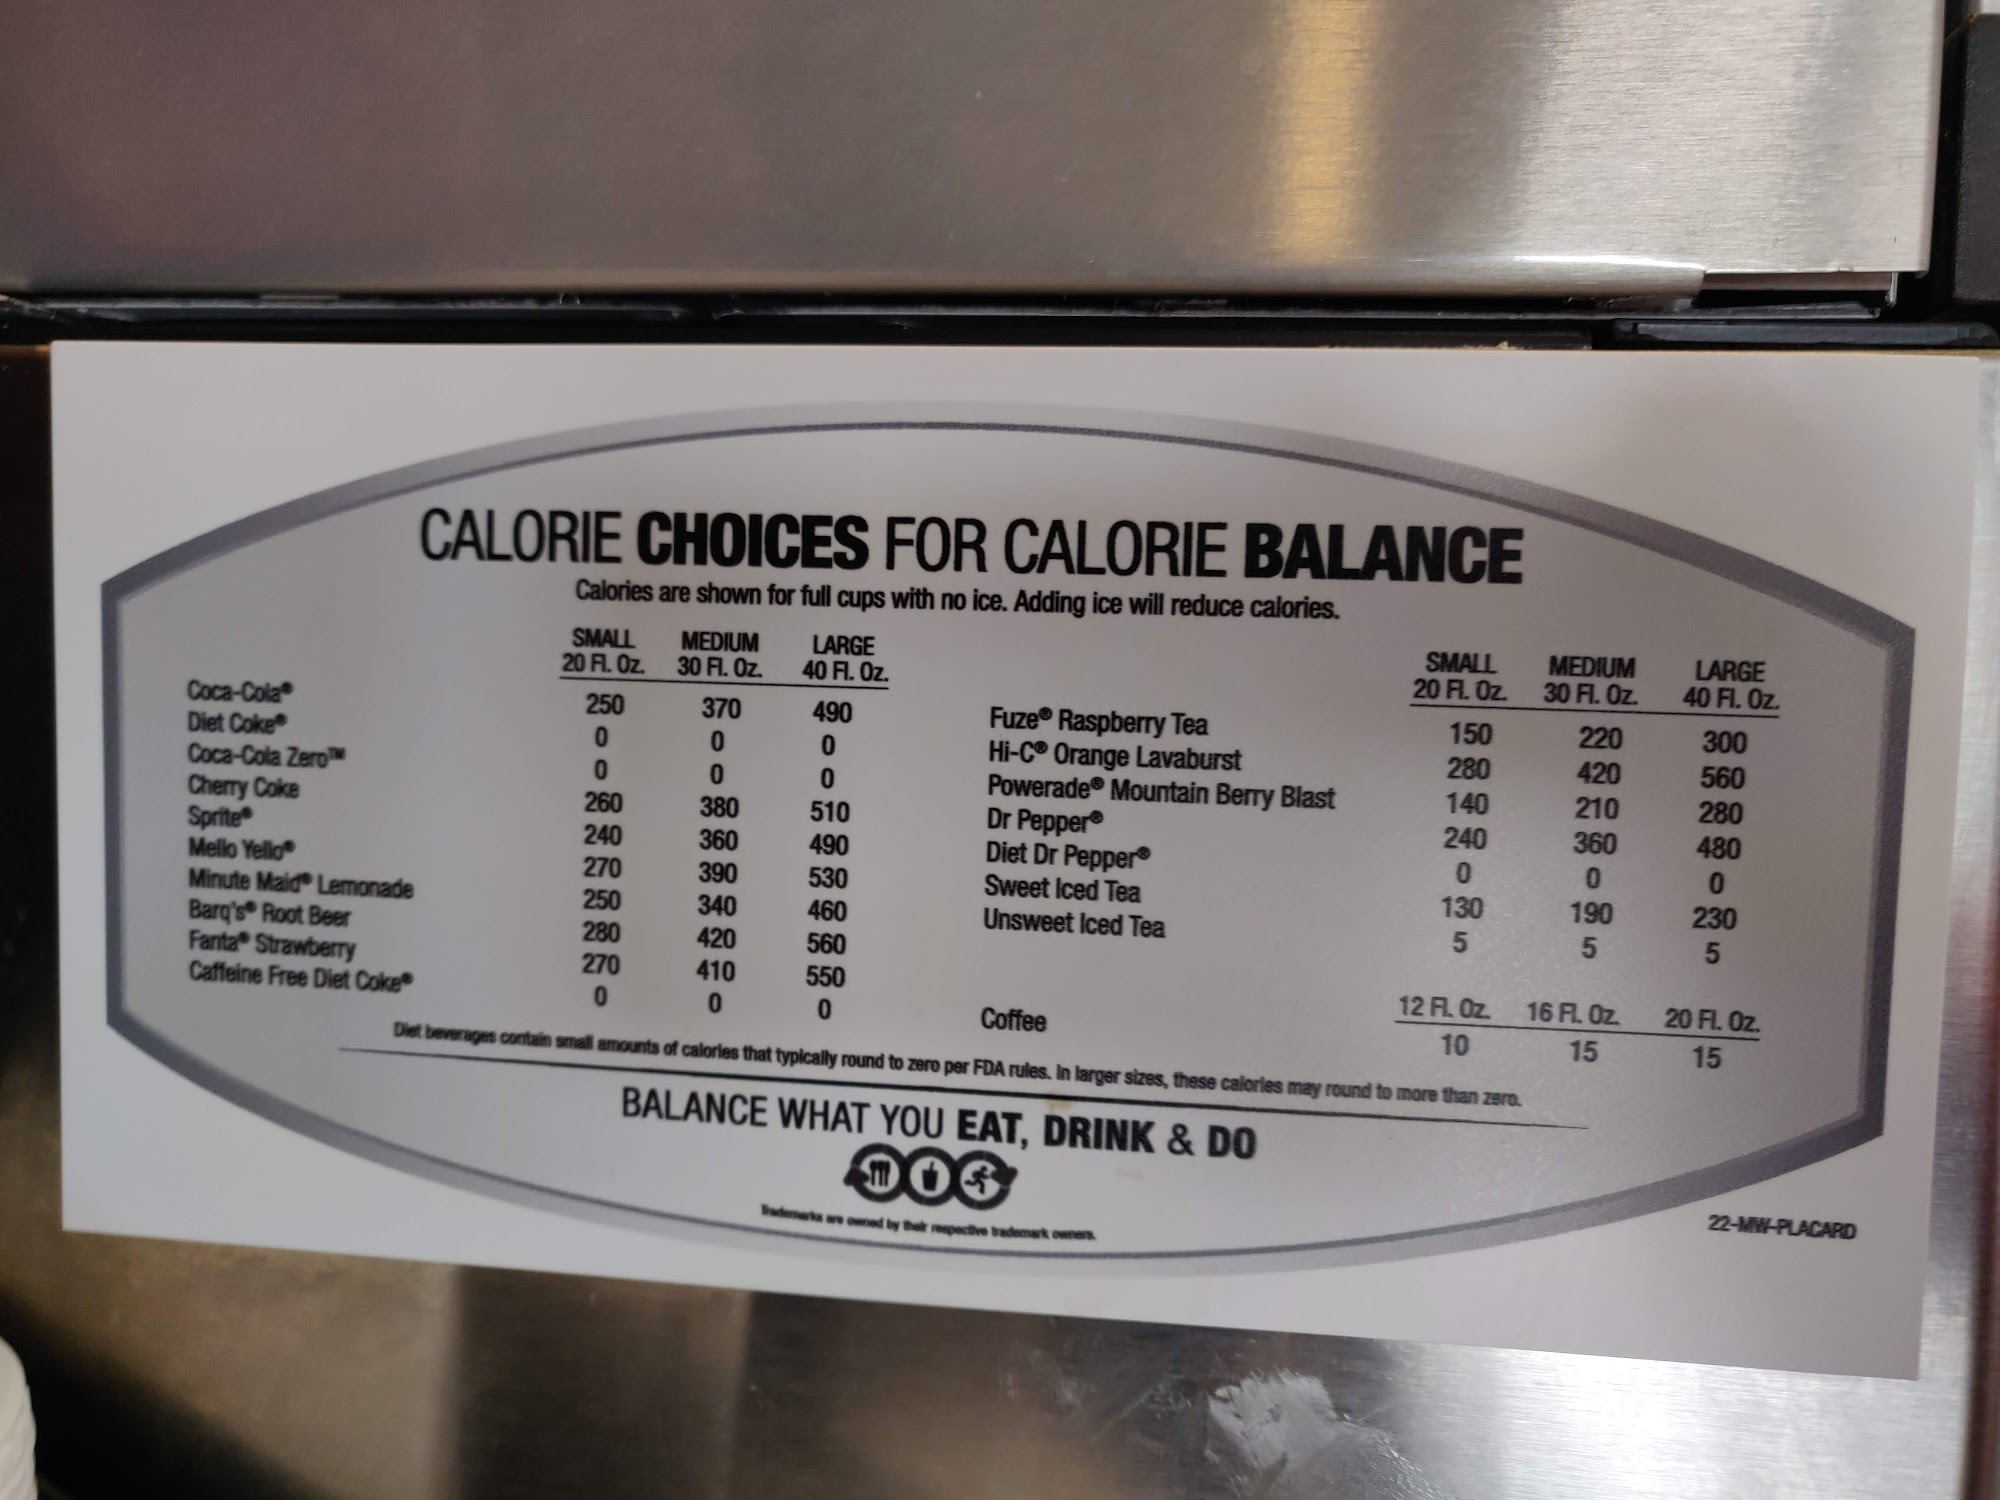 CALORIE CHOICES FOR CALORIE BALANCE
Calories are shown for full cups with no ice. Adding ice will reduce calories.
SMALL MEDIUM LARGE
20 Fl. Oz. 30 Fl. Oz. 40 Fl. Oz.
Coca-Cola® 250 370 490
Diet Coke® 0 0 0
Coca-Cola Zero™ 0 0 0
Cherry Coke 260 380 510
Sprite® 240 360 490
Mello Yello® 270 390 530
Minute Maid® Lemonade 250 340 460
Barq's® Root Beer 280 420 560
Fanta® Strawberry 270 410 550
Caffeine Free Diet Coke® 0 0 0
SMALL MEDIUM LARGE
20 Fl. Oz. 30 Fl. Oz. 40 Fl. Oz.
Fuze® Raspberry Tea 150 220 300
Hi-C® Orange Lavaburst 280 420 560
Powerade® Mountain Berry Blast 140 210 280
Dr Pepper® 240 360 480
Diet Dr Pepper® 0 0 0
Sweet Iced Tea 130 190 230
Unsweet Iced Tea 5 5 5
12 Fl. Oz. 16 Fl. Oz. 20 Fl. Oz.
Coffee 10 15 15
Diet beverages contain small amounts of calories that typically round to zero per FDA rules. In larger sizes, these calories may round to more than zero.
BALANCE WHAT YOU EAT, DRINK & DO
Trademarks are owned by their respective trademark owners.
22-MW-PLACARD